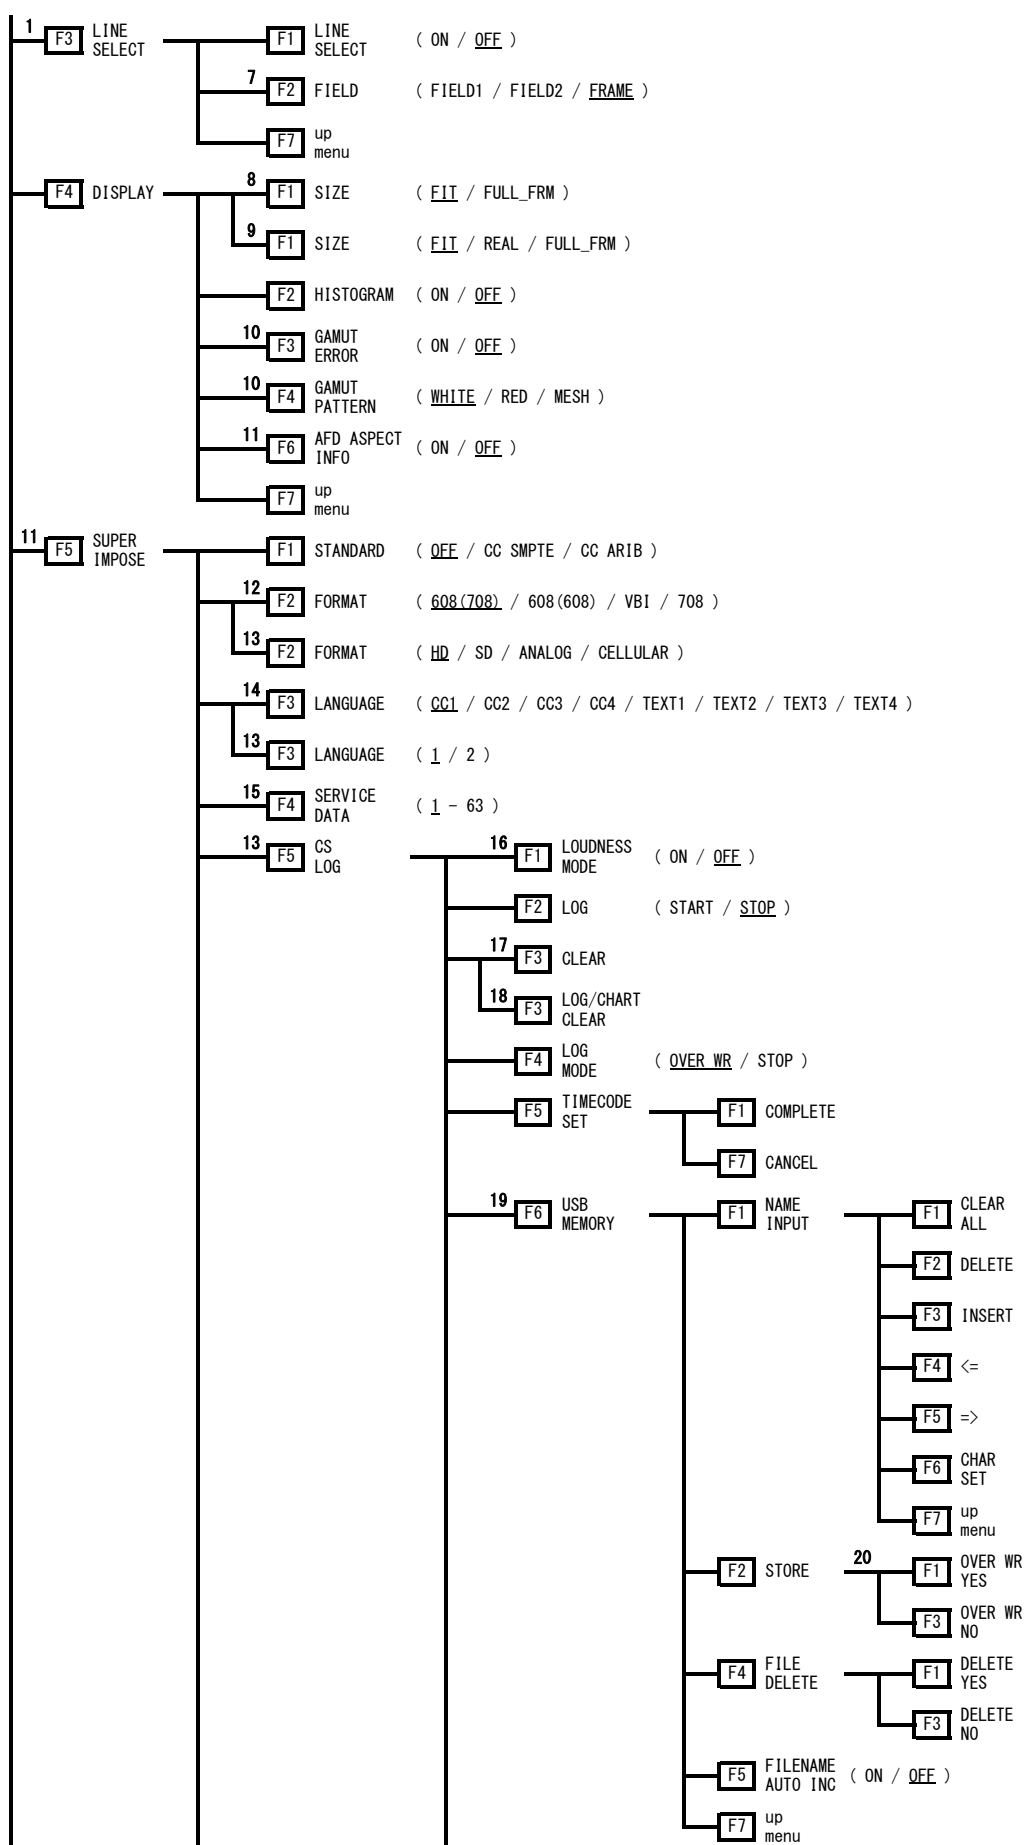 1 F3 LINE SELECT F1 LINE SELECT ( ON / OFF )
7 F2 FIELD ( FIELD1 / FIELD2 / FRAME )
F7 up menu
F4 DISPLAY 8 F1 SIZE ( FIT / FULL_FRM )
9 F1 SIZE ( FIT / REAL / FULL_FRM )
F2 HISTOGRAM ( ON / OFF )
10 F3 GAMUT ERROR ( ON / OFF )
10 F4 GAMUT PATTERN ( WHITE / RED / MESH )
11 F6 AFD ASPECT INFO ( ON / OFF )
F7 up menu
11 F5 SUPER IMPOSE F1 STANDARD ( OFF / CC SMPTE / CC ARIB )
12 F2 FORMAT ( 608(708) / 608(608) / VBI / 708 )
13 F2 FORMAT ( HD / SD / ANALOG / CELLULAR )
14 F3 LANGUAGE ( CC1 / CC2 / CC3 / CC4 / TEXT1 / TEXT2 / TEXT3 / TEXT4 )
13 F3 LANGUAGE ( 1 / 2 )
15 F4 SERVICE DATA ( 1 - 63 )
13 F5 CS LOG 16 F1 LOUDNESS MODE ( ON / OFF )
F2 LOG ( START / STOP )
17 F3 CLEAR
18 F3 LOG/CHART CLEAR
F4 LOG MODE ( OVER WR / STOP )
F5 TIMECODE SET F1 COMPLETE
F7 CANCEL
19 F6 USB MEMORY F1 NAME INPUT F1 CLEAR ALL
F2 DELETE
F3 INSERT
F4 <=
F5 =>
F6 CHAR SET
F7 up menu
F2 STORE 20 F1 OVER WR YES
F3 OVER WR NO
F4 FILE DELETE F1 DELETE YES
F3 DELETE NO
F5 FILENAME AUTO INC ( ON / OFF )
F7 up menu